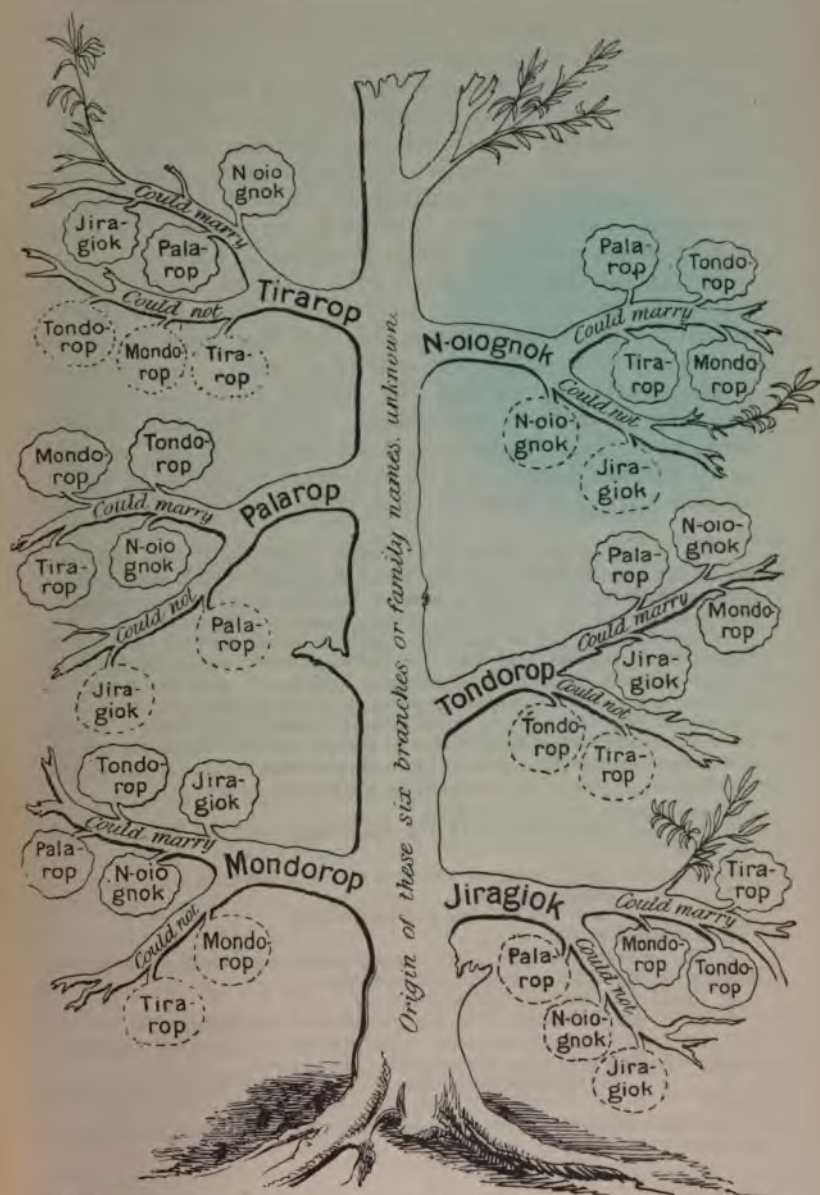 N oio
gnok
Could marry
Jira-
giok
Pala-
rop
Tirarop
Could not
Tondo-
rop
Mondo
rop
Tira-
rop
Pala-
rop
Tondo
rop
N-oiognok
Could marry
Tira-
rop
Mondo
rop
Could not
N-oio-
gnok
Jira-
giok
Mondo-
rop
Tondo-
rop
Palarop
Could marry
Tira-
rop
N-oio
gnok
Could not
Pala-
rop
Jira-
giok
N-oio-
gnok
Pala-
rop
Could marry
Mondo-
rop
Jira-
giok
Tondorop
Could not
Tondo-
rop
Tira-
rop
Tondo-
rop
Jira-
giok
Could marry
Pala-
rop
N-oio
gnok
Mondorop
Could not
Mondo-
rop
Tira-
rop
Jiragiok
Tira-
rop
Could marry
Mondo-
rop
Tondo-
rop
Could not
Pala-
rop
N-oio-
gnok
Jira-
giok
Origin of these six branches or family names. unknown.